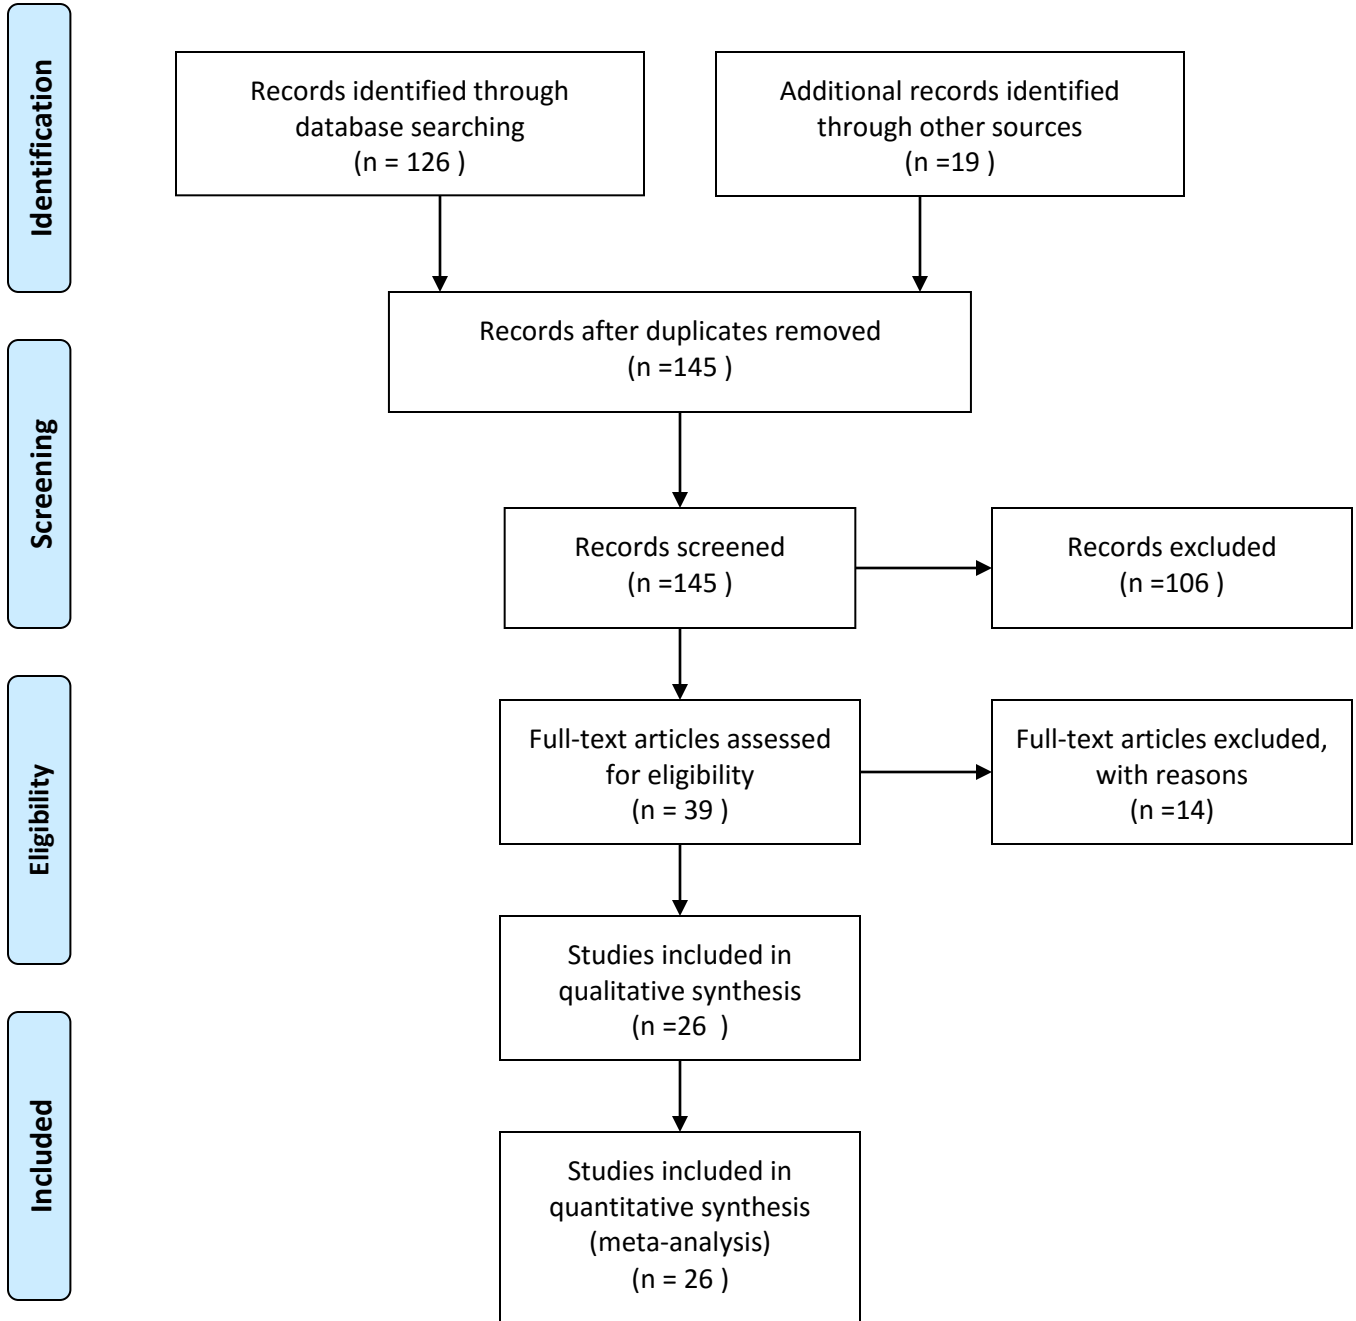 Identification
Records identified through
database searching
(n = 126 )
Additional records identified
through other sources
(n =19 )
Records after duplicates removed
(n =145 )
Screening
Records screened
(n =145 )
Records excluded
(n =106 )
Eligibility
Full-text articles assessed
for eligibility
(n = 39 )
Full-text articles excluded,
with reasons
(n =14)
Studies included in
qualitative synthesis
(n =26  )
Included
Studies included in
quantitative synthesis
(meta-analysis)
(n = 26 )